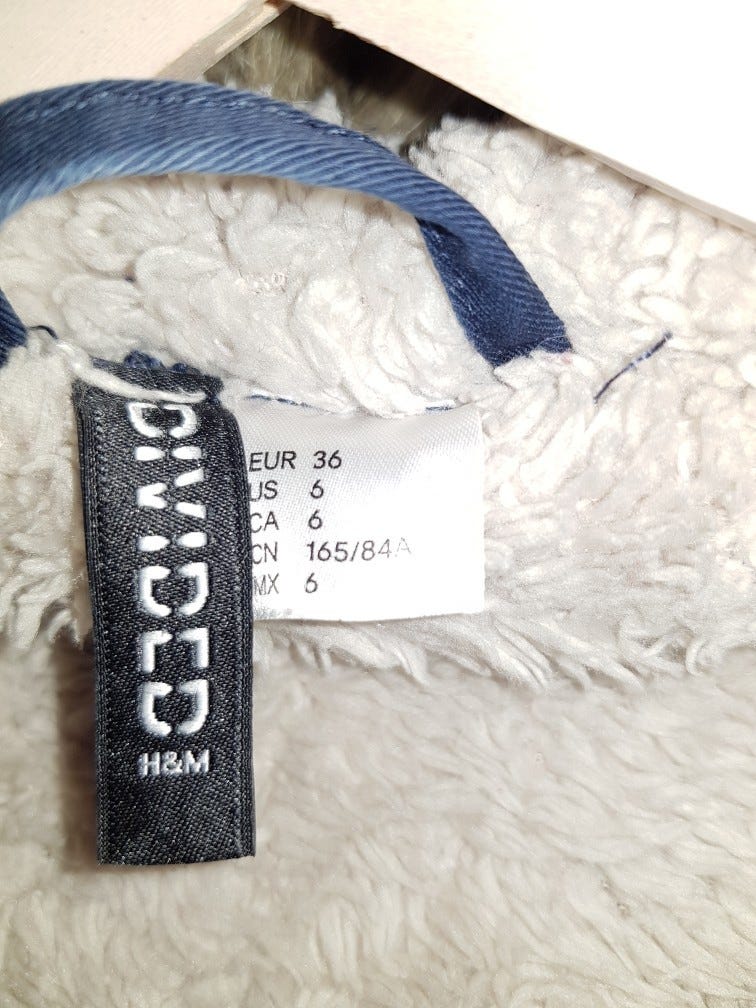 DIVIDED
H&M
EUR 36
US 6
CA 6
CN 165/84A
MX 6